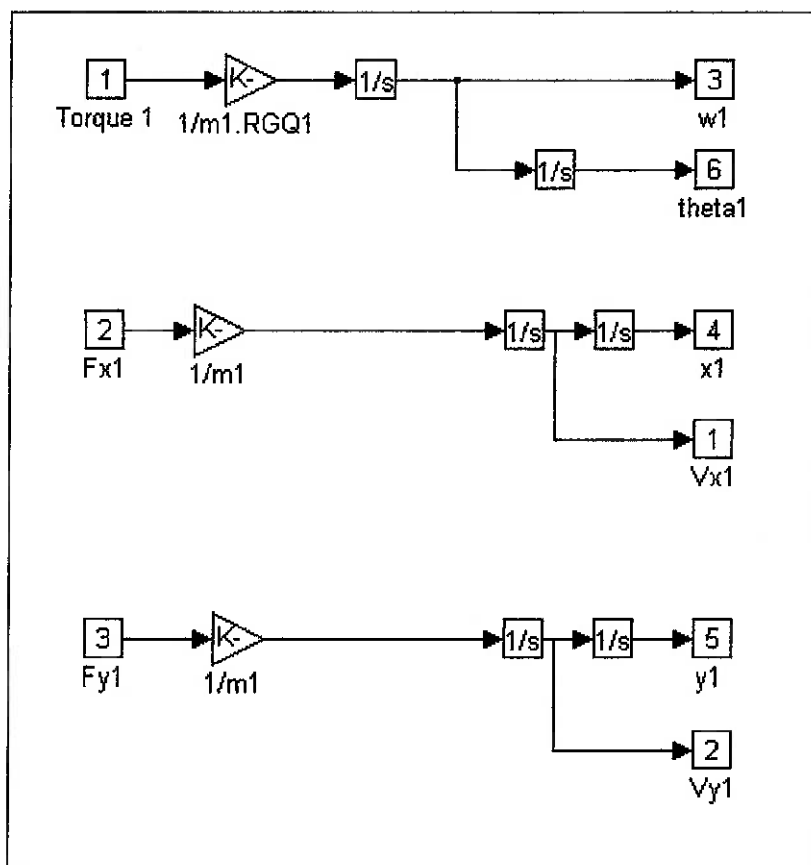 1 K- 1/s 3
Torque 1 1/m1.RGQ1 w1
1/s 6
theta1
2 K- 1/s 1/s 4
Fx1 1/m1 x1
1
Vx1
3 K- 1/s 1/s 5
Fy1 1/m1 y1
2
Vy1